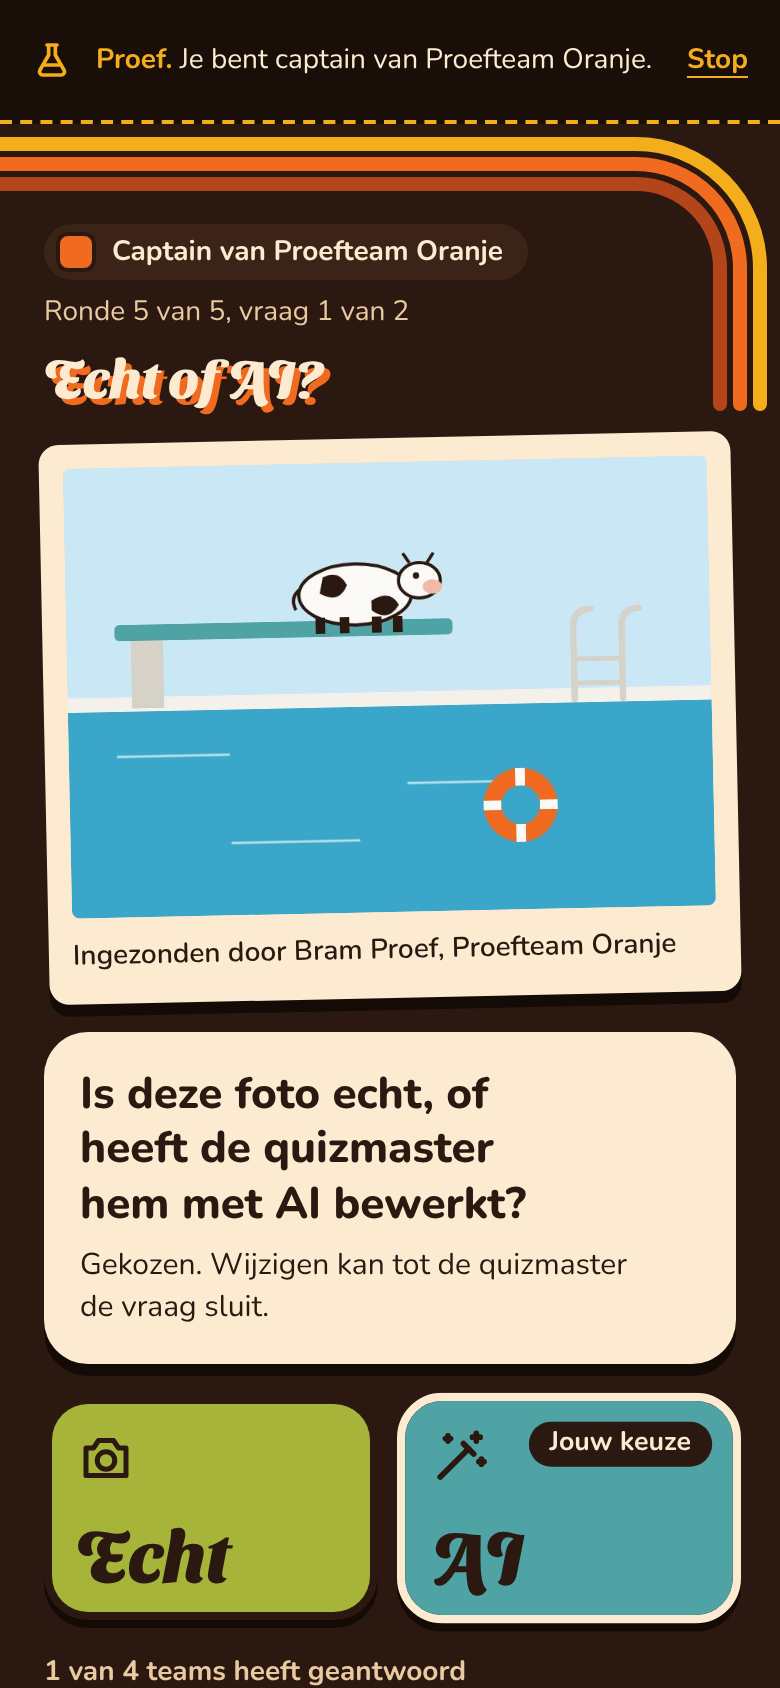 Proef. Je bent captain van Proefteam Oranje. Stop
Captain van Proefteam Oranje
Ronde 5 van 5, vraag 1 van 2
Echt of AI?
Ingezonden door Bram Proef, Proefteam Oranje
Is deze foto echt, of
heeft de quizmaster
hem met AI bewerkt?
Gekozen. Wijzigen kan tot de quizmaster
de vraag sluit.
Jouw keuze
Echt
AI
1 van 4 teams heeft geantwoord